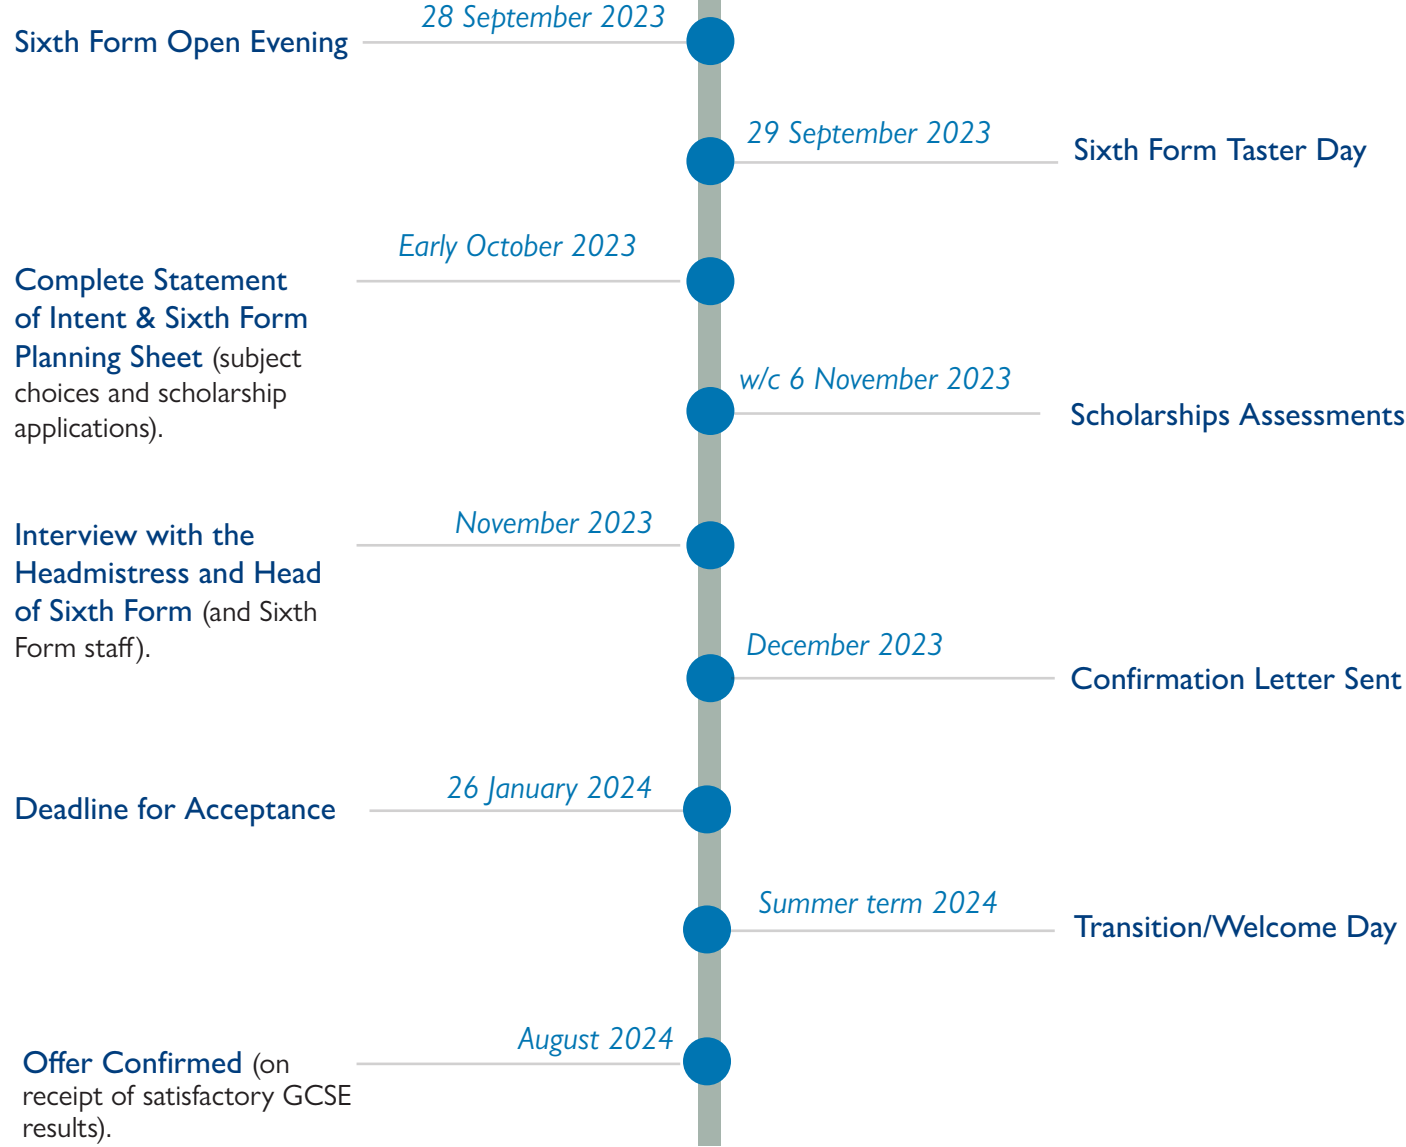 28 September 2023
Sixth Form Open Evening
29 September 2023
Sixth Form Taster Day
Early October 2023
Complete Statement
of Intent & Sixth Form
Planning Sheet (subject
choices and scholarship
applications).
w/c 6 November 2023
Scholarships Assessments
November 2023
Interview with the
Headmistress and Head
of Sixth Form (and Sixth
Form staff).
December 2023
Confirmation Letter Sent
26 January 2024
Deadline for Acceptance
Summer term 2024
Transition/Welcome Day
August 2024
Offer Confirmed (on
receipt of satisfactory GCSE
results).